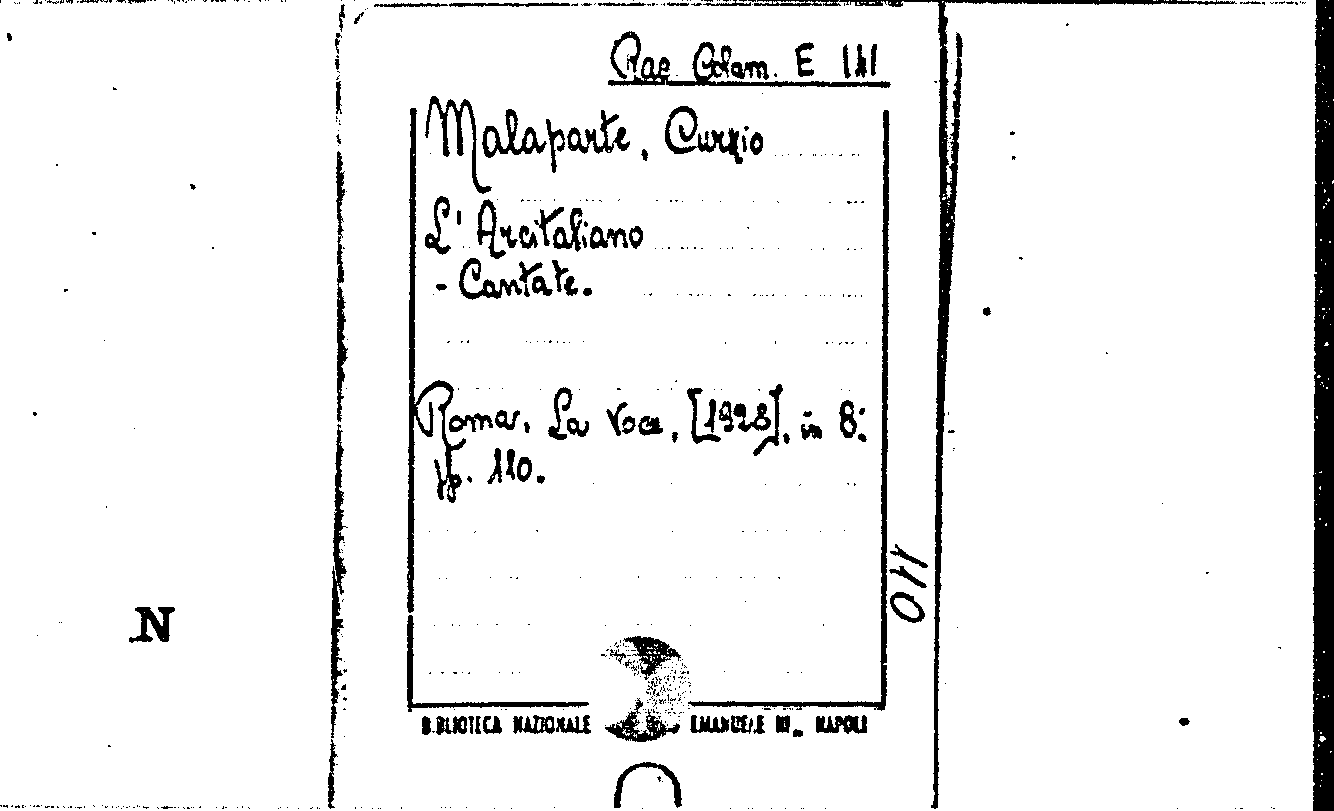 Rac. Colam. E 141
Malaparte, Curzio
L' Arcitaliano
- Cantate.
Roma, La Voce, [1928], in 8°.
pp. 110.
110
N
BIBLIOTECA NAZIONALE EMANUELE III„ NAPOLI